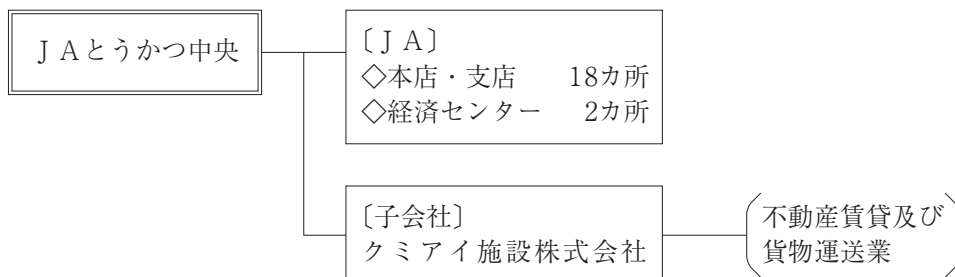 JAとうかつ中央
〔JA〕
◇本店・支店　18カ所
◇経済センター　2カ所
〔子会社〕
クミアイ施設株式会社
不動産賃貸及び
貨物運送業